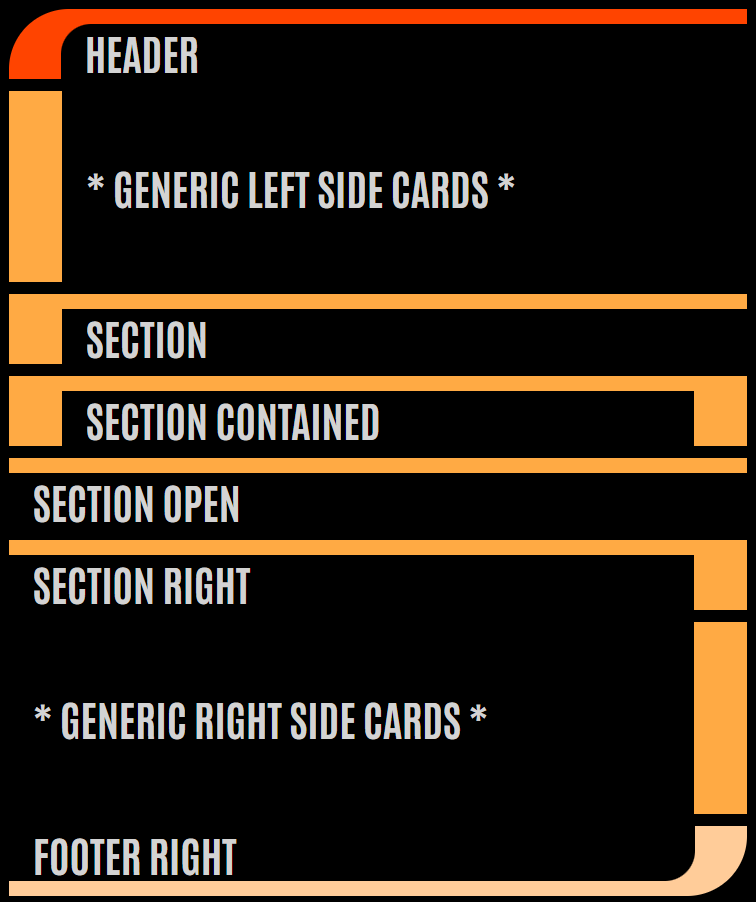 HEADER
* GENERIC LEFT SIDE CARDS *
SECTION
SECTION CONTAINED
SECTION OPEN
SECTION RIGHT
* GENERIC RIGHT SIDE CARDS *
FOOTER RIGHT